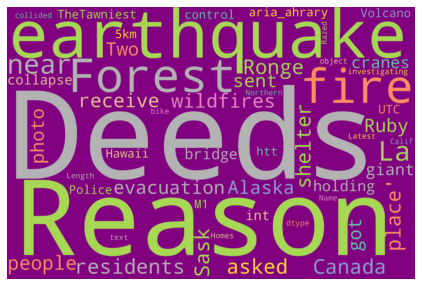 collided TheTawniest control aria_ahrary Razed Volcano
earthquake
5km Two
near Forest sent Ronge cranes object investigating
collapse receive wildfires fire
Northern UTC
photo Deeds Ruby Latest
Hawaii bridge htt shelter La Calif
bike
Length Police evacuation Alaska holding giant
Reason M1 int Name place'
text Sask Homes dtype got
people residents asked Canada